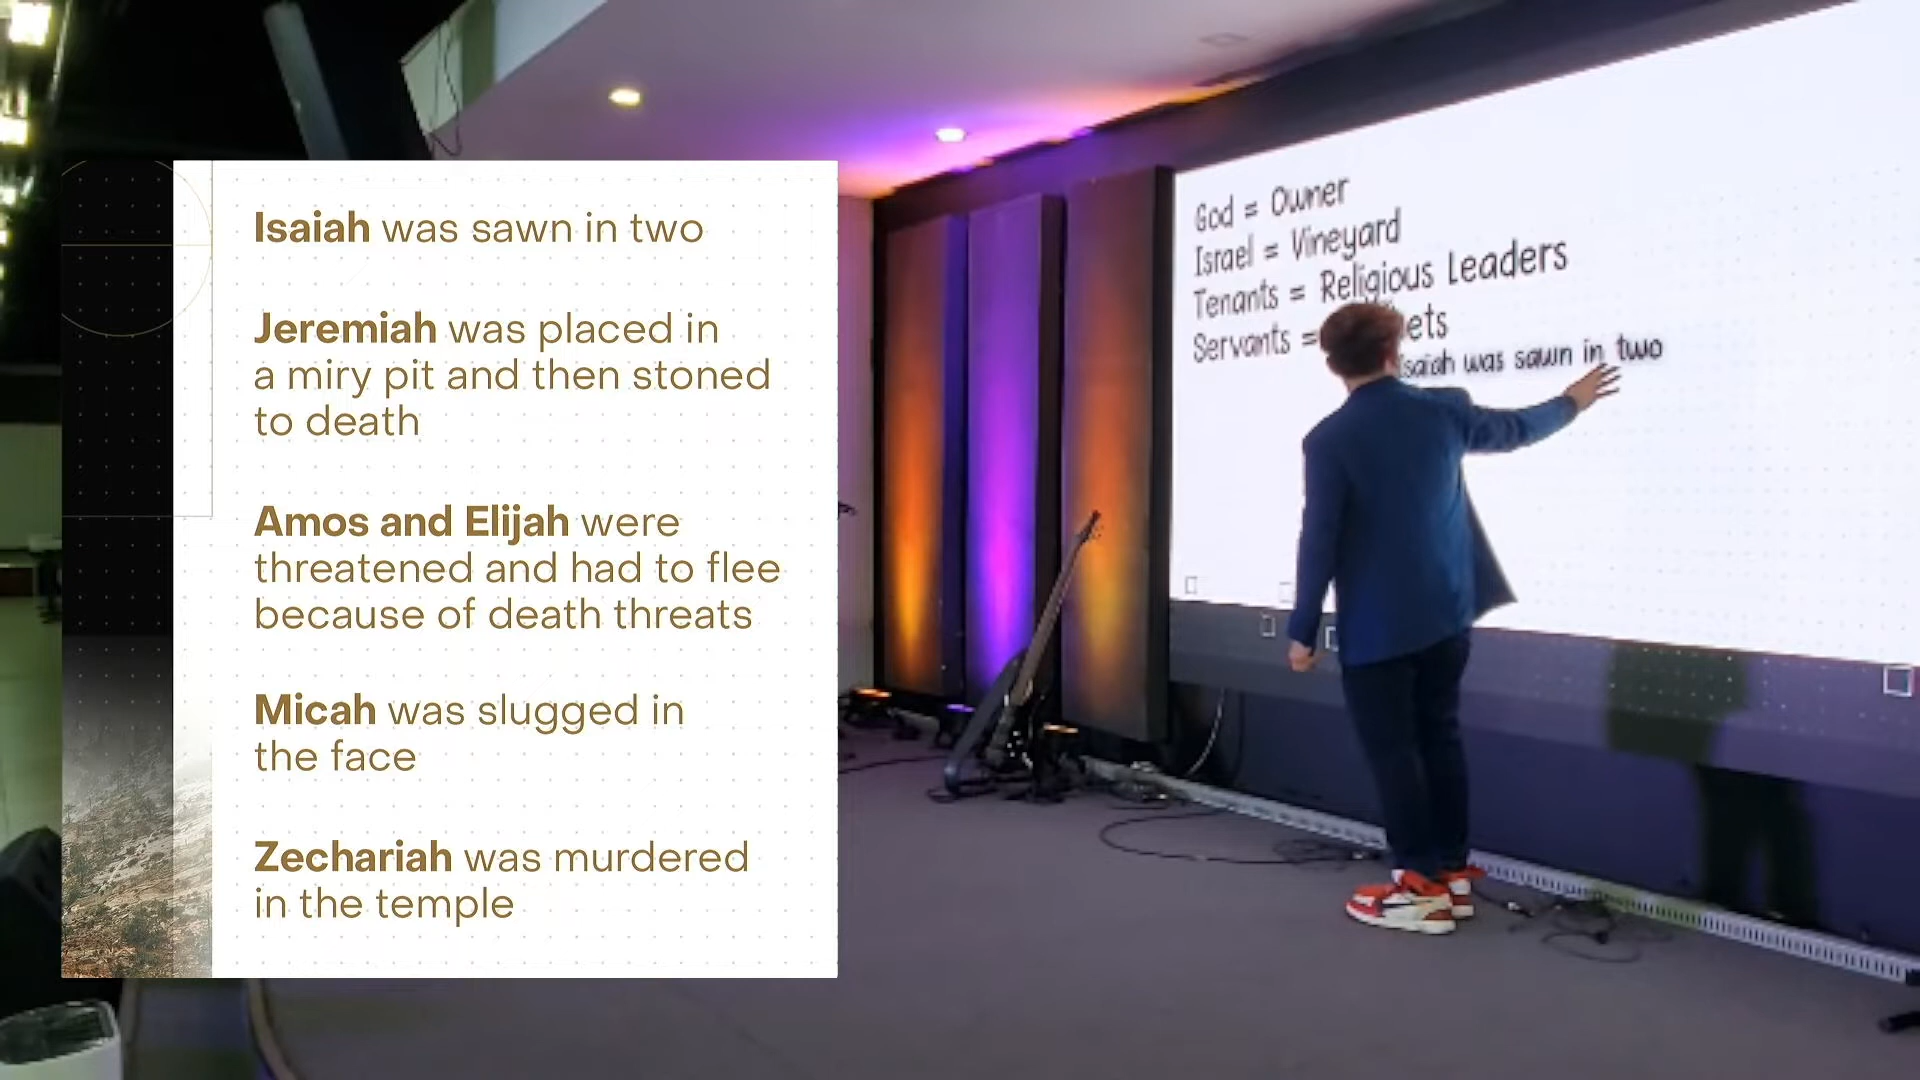 Isaiah was sawn in two
Jeremiah was placed in
a miry pit and then stoned
to death
Amos and Elijah were
threatened and had to flee
because of death threats
Micah was slugged in
the face
Zechariah was murdered
in the temple
God = Owner
Israel = Vineyard
Tenants = Religious Leaders
Servants =
Isaiah was sawn in two